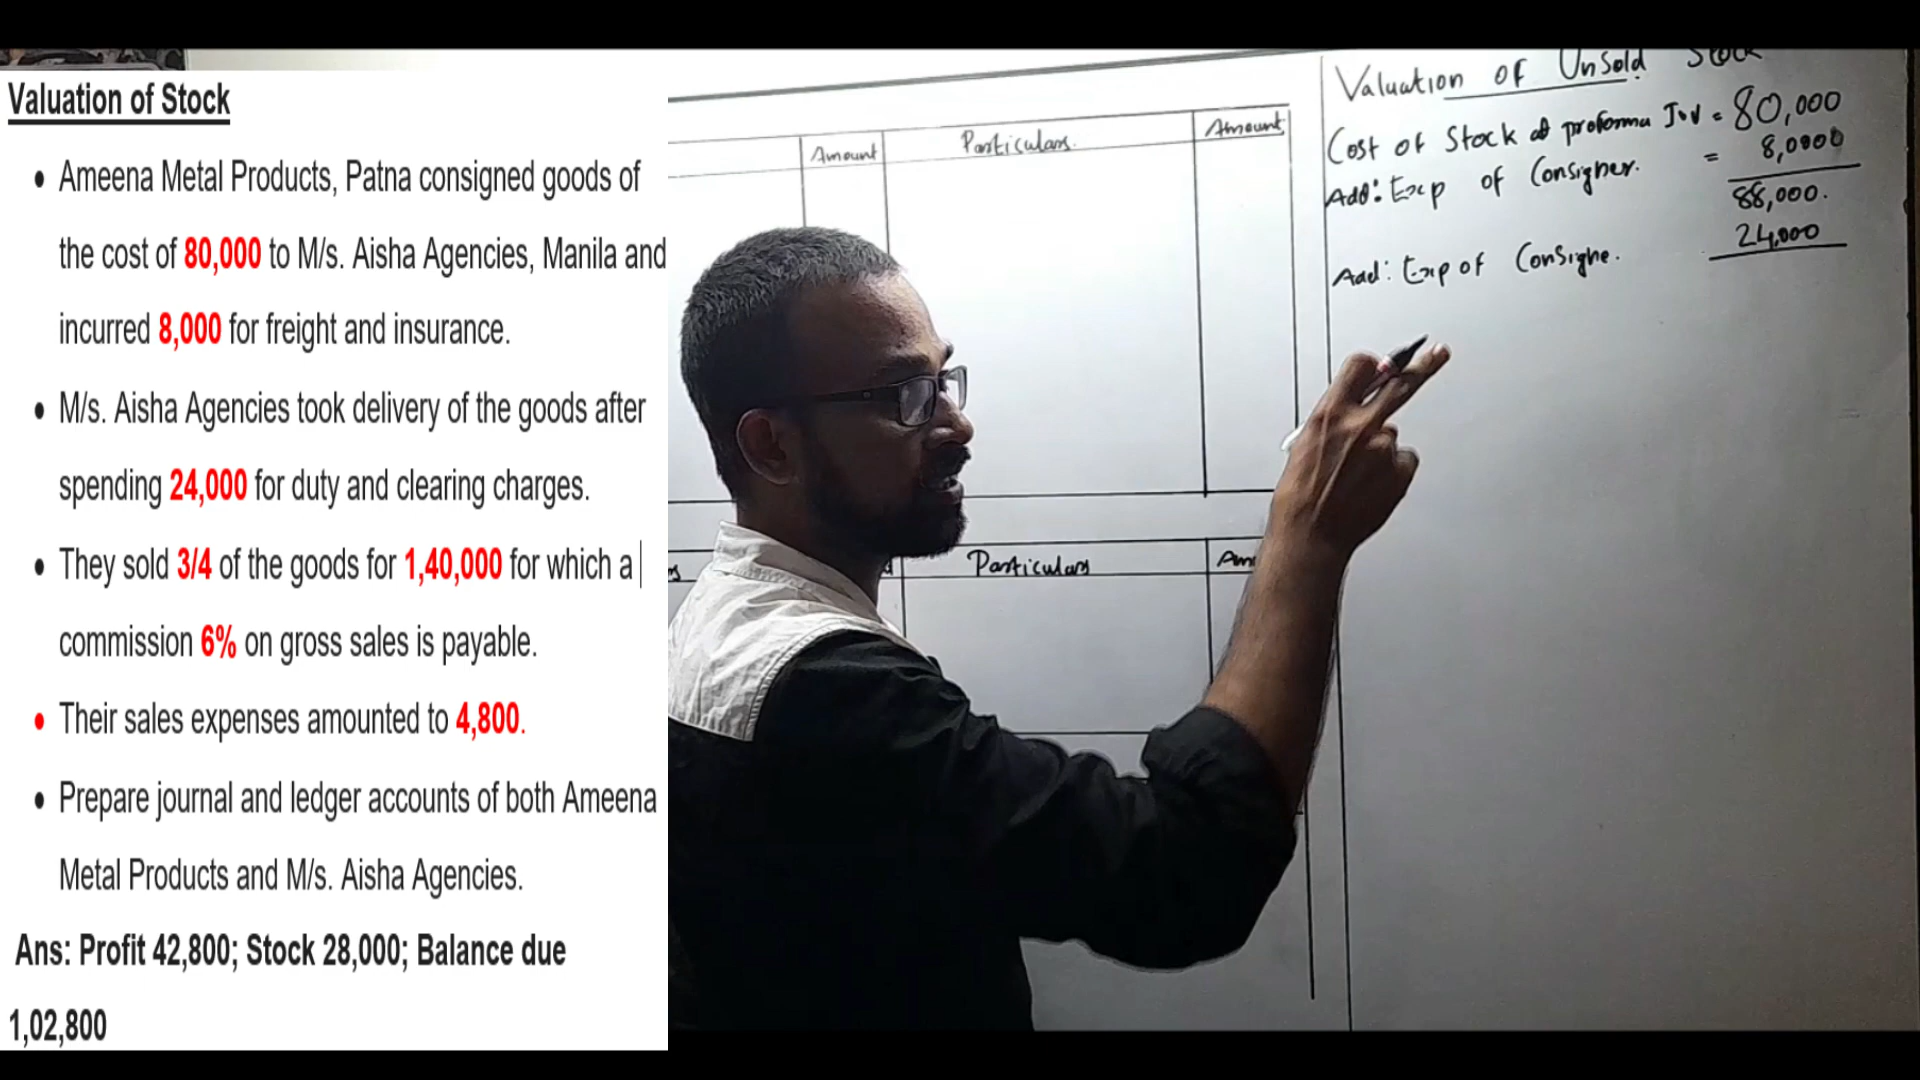 Valuation of Stock
• Ameena Metal Products, Patna consigned goods of
the cost of 80,000 to M/s. Aisha Agencies, Manila and
incurred 8,000 for freight and insurance.
• M/s. Aisha Agencies took delivery of the goods after
spending 24,000 for duty and clearing charges.
• They sold 3/4 of the goods for 1,40,000 for which a
commission 6% on gross sales is payable.
• Their sales expenses amounted to 4,800.
• Prepare journal and ledger accounts of both Ameena
Metal Products and M/s. Aisha Agencies.
Ans: Profit 42,800; Stock 28,000; Balance due
1,02,800
Amount Particulars. Amount
Particulars Am
Valuation of Unsold Stock
Cost of Stock at proforma Inv = 80,000
Add: Exp of Consigner. = 8,0000
88,000.
Add: Exp of Consighe. 24,000